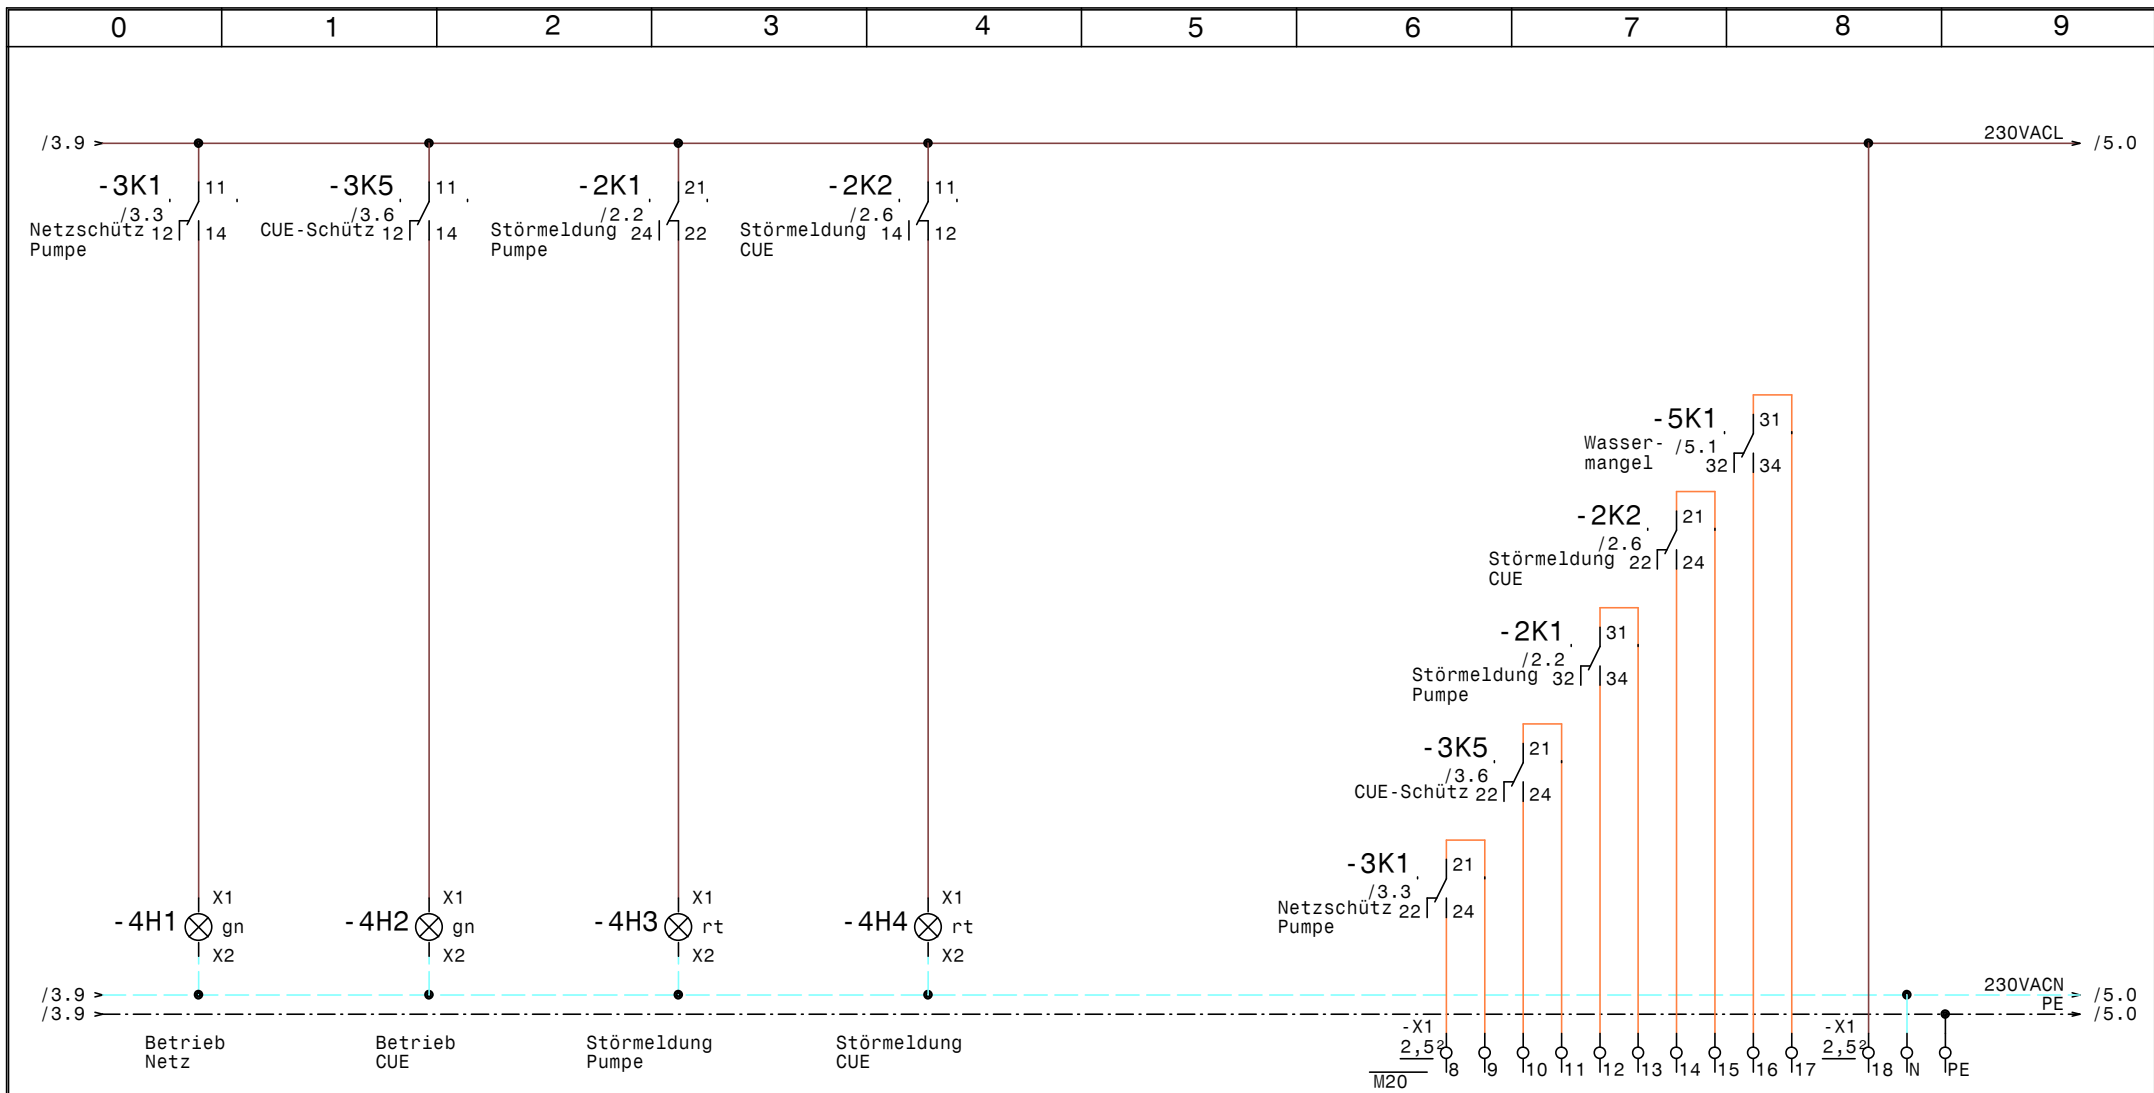 0 1 2 3 4 5 6 7 8 9
/3.9 230VACL /5.0
-3K1 11
/3.3
Netzschütz 12 14
Pumpe
-3K5 11
/3.6
CUE-Schütz 12 14
-2K1 21
/2.2
Störmeldung 24 22
Pumpe
-2K2 11
/2.6
Störmeldung 14 12
CUE
-5K1 31
Wasser- /5.1
mangel 32 34
-2K2 21
/2.6
Störmeldung 22 24
CUE
-2K1 31
/2.2
Störmeldung 32 34
Pumpe
-3K5 21
/3.6
CUE-Schütz 22 24
-3K1 21
/3.3
Netzschütz 22 24
Pumpe
X1
-4H1 gn
X2
X1
-4H2 gn
X2
X1
-4H3 rt
X2
X1
-4H4 rt
X2
/3.9 230VACN /5.0
/3.9 PE /5.0
Betrieb
Netz
Betrieb
CUE
Störmeldung
Pumpe
Störmeldung
CUE
-X1
2,5²
M20
8 9 10 11 12 13 14 15 16 17
-X1
2,5²
18 N PE